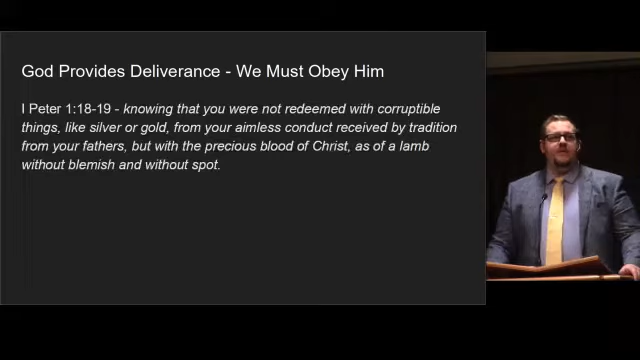 God Provides Deliverance - We Must Obey Him
I Peter 1:18-19 - knowing that you were not redeemed with corruptible
things, like silver or gold, from your aimless conduct received by tradition
from your fathers, but with the precious blood of Christ, as of a lamb
without blemish and without spot.